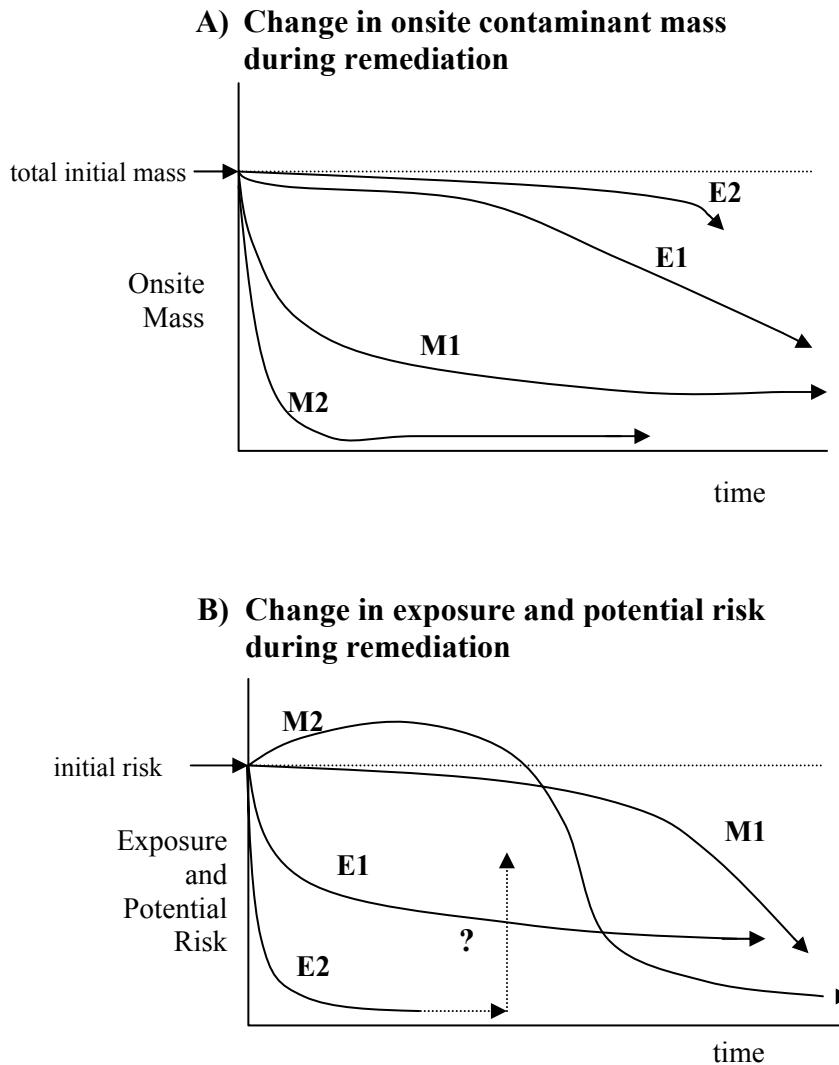 A) Change in onsite contaminant mass
during remediation
total initial mass
E2
E1
Onsite
Mass
M1
M2
time
B) Change in exposure and potential risk
during remediation
M2
initial risk
M1
Exposure
and
Potential
Risk
E1
?
E2
time